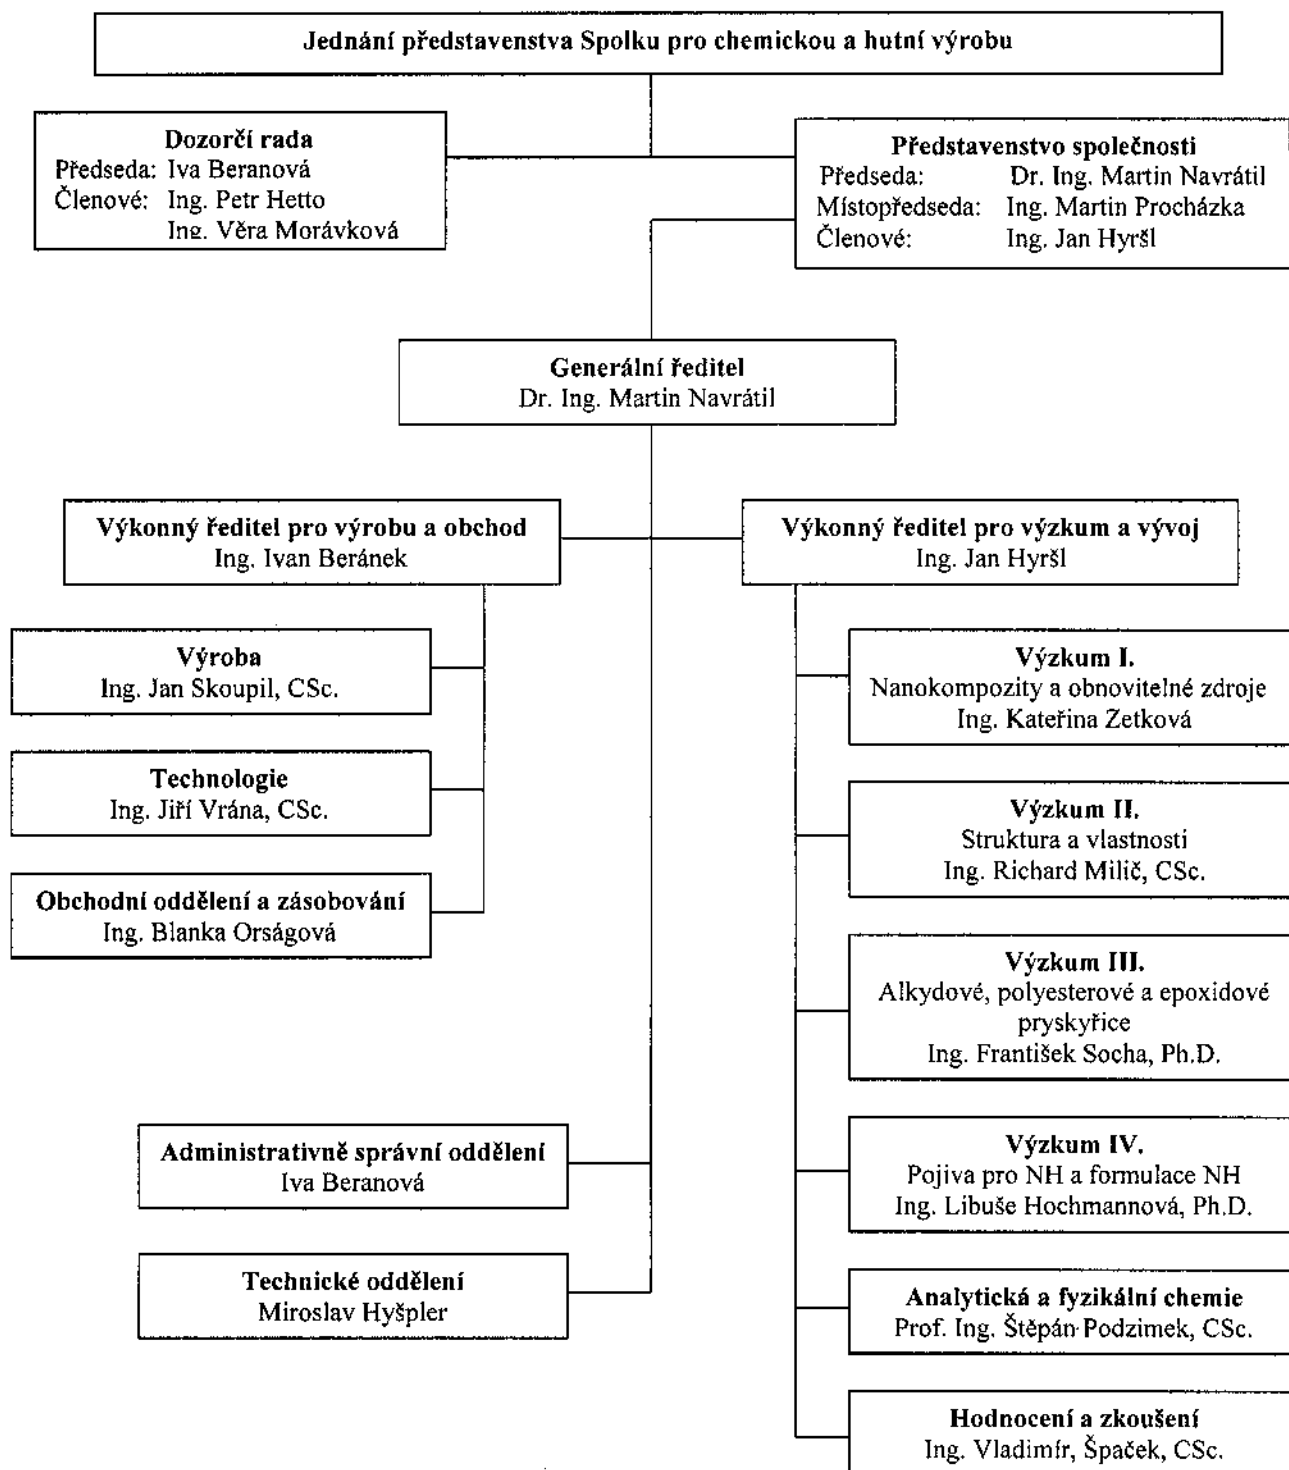 Jednání představenstva Spolku pro chemickou a hutní výrobu
Dozorčí rada
Předseda: Iva Beranová
Členové: Ing. Petr Hetto
Ing. Věra Morávková
Představenstvo společnosti
Předseda: Dr. Ing. Martin Navrátil
Místopředseda: Ing. Martin Procházka
Členové: Ing. Jan Hyršl
Generální ředitel
Dr. Ing. Martin Navrátil
Výkonný ředitel pro výrobu a obchod
Ing. Ivan Beránek
Výroba
Ing. Jan Skoupil, CSc.
Technologie
Ing. Jiří Vrána, CSc.
Obchodní oddělení a zásobování
Ing. Blanka Orságová
Administrativně správní oddělení
Iva Beranová
Technické oddělení
Miroslav Hyšpler
Výkonný ředitel pro výzkum a vývoj
Ing. Jan Hyršl
Výzkum I.
Nanokompozity a obnovitelné zdroje
Ing. Kateřina Zetková
Výzkum II.
Struktura a vlastnosti
Ing. Richard Milič, CSc.
Výzkum III.
Alkydové, polyesterové a epoxidové
pryskyřice
Ing. František Socha, Ph.D.
Výzkum IV.
Pojiva pro NH a formulace NH
Ing. Libuše Hochmannová, Ph.D.
Analytická a fyzikální chemie
Prof. Ing. Štěpán Podzimek, CSc.
Hodnocení a zkoušení
Ing. Vladimír, Špaček, CSc.